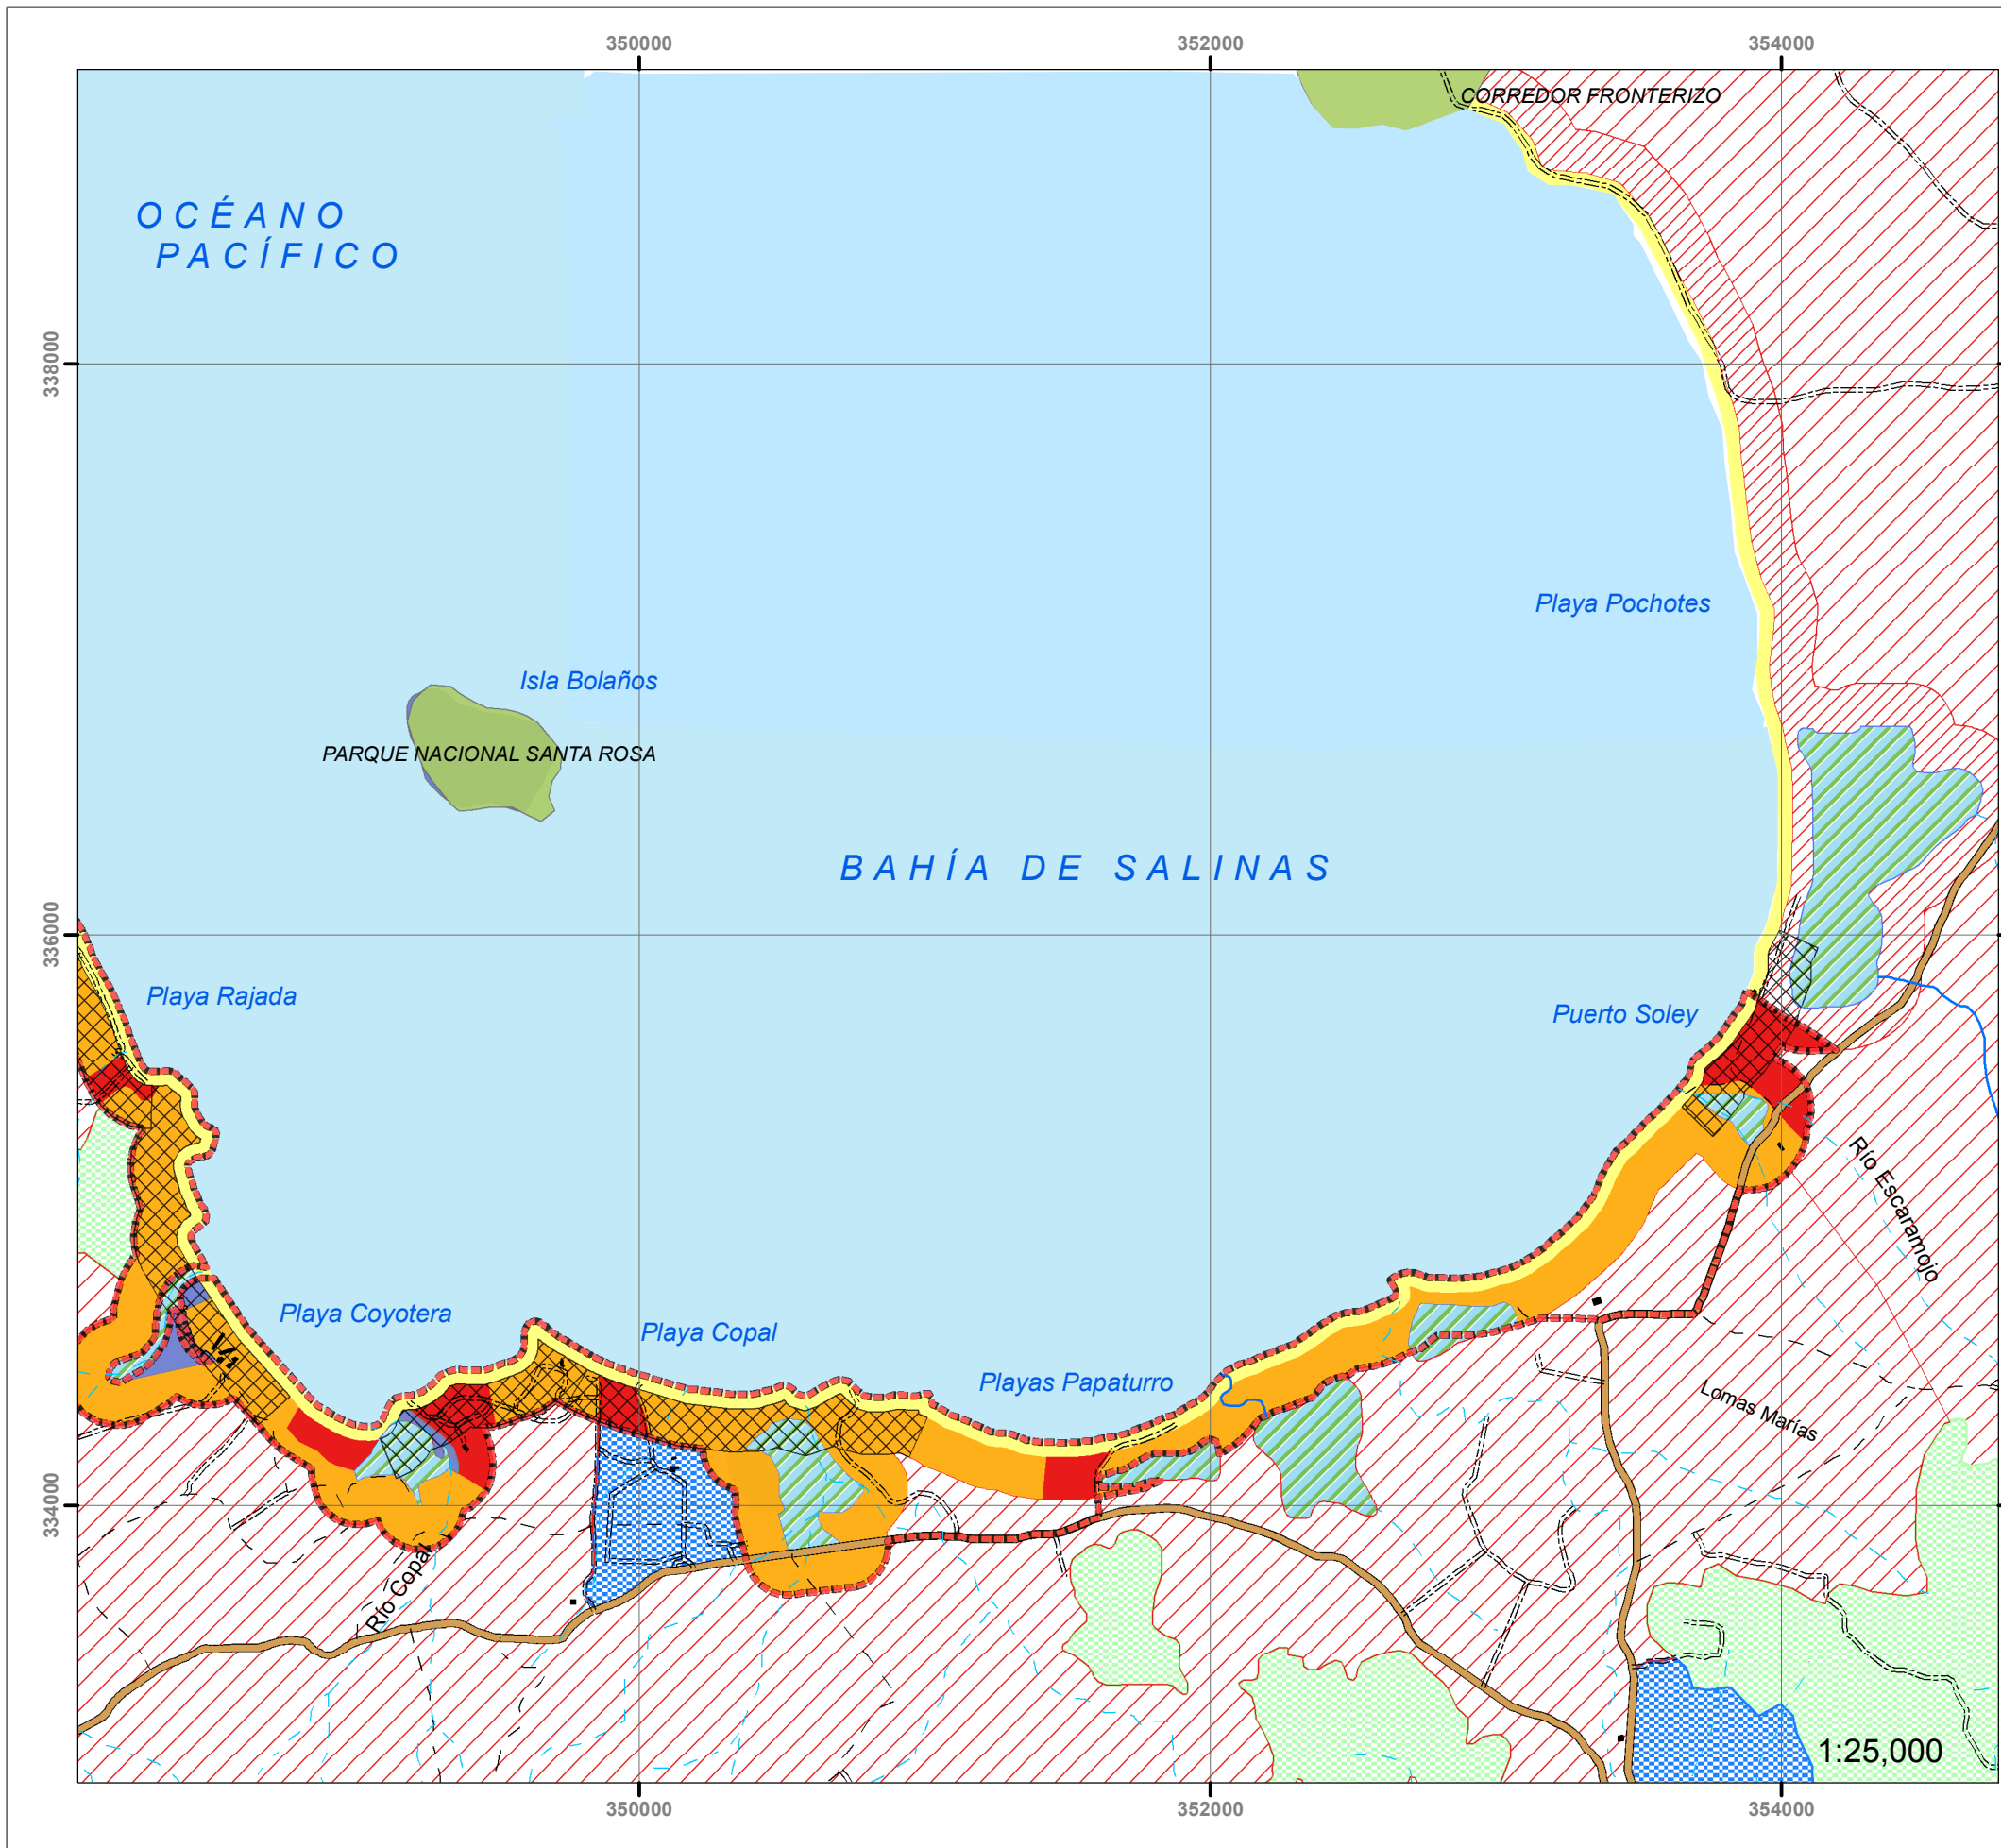 350000 352000 354000
CORREDOR FRONTERIZO
OCÉANO
PACÍFICO
338000
Playa Pochotes
Isla Bolaños
PARQUE NACIONAL SANTA ROSA
BAHÍA DE SALINAS
336000
Playa Rajada
Puerto Soley
Río Escaramojo
Playa Coyotera
Playa Copal
Playas Papaturro
Lomas Marías
334000
Río Copal
1:25,000
350000 352000 354000